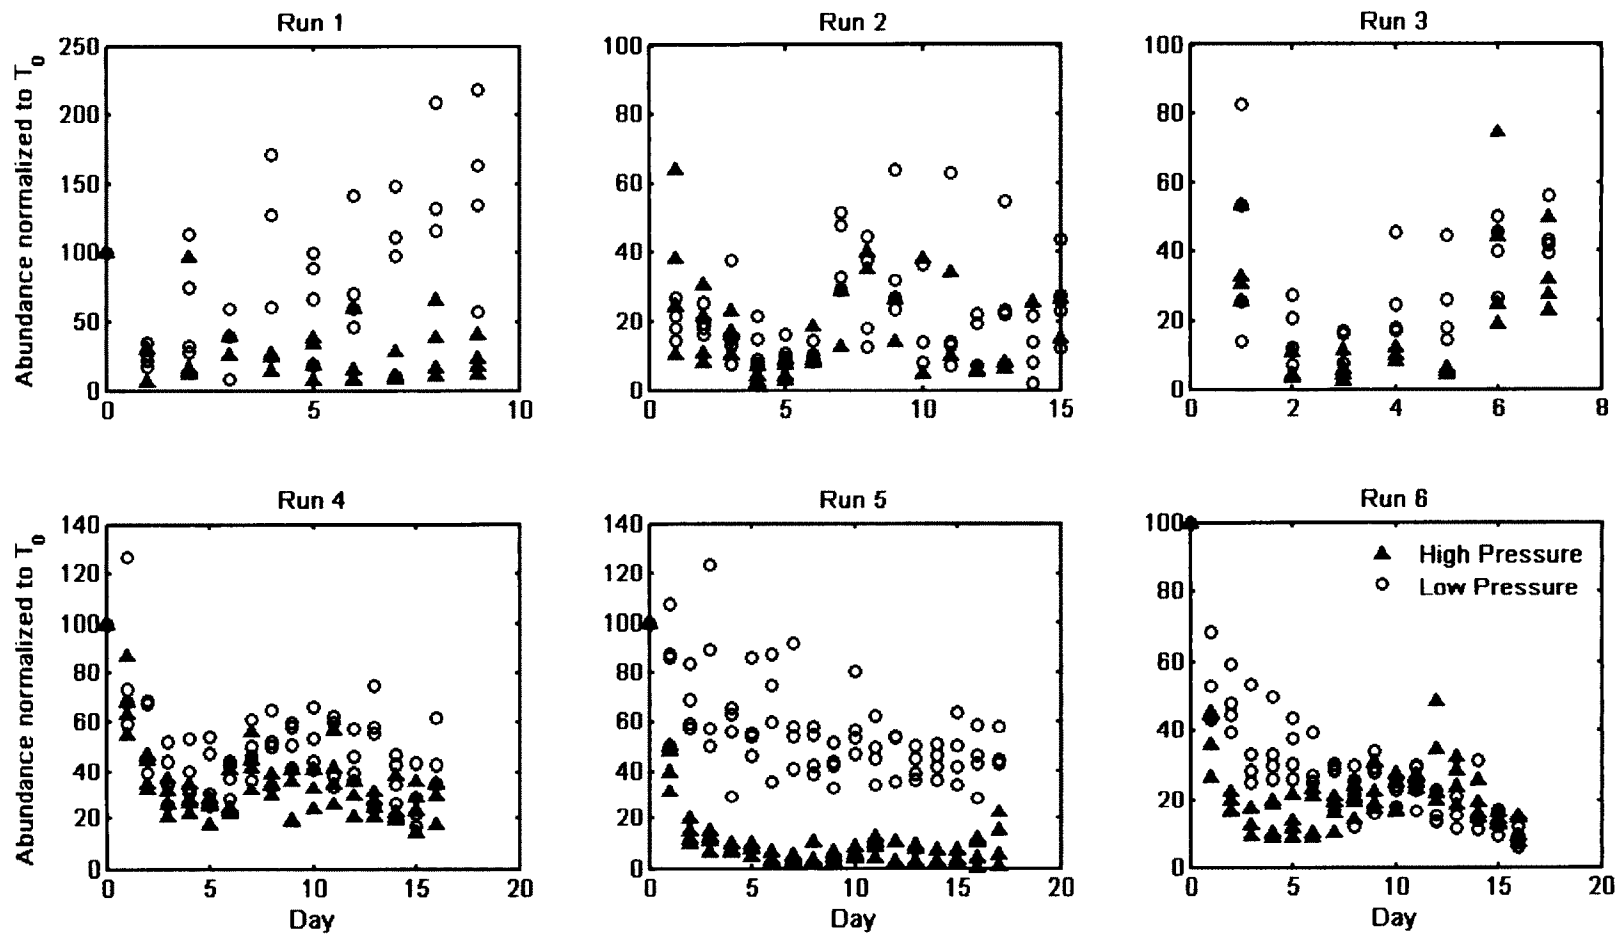 Run 1
Run 2
Run 3
Abundance normalized to T0
250
200
150
100
50
0
0 5 10
100
80
60
40
20
0
0 5 10 15
100
80
60
40
20
0
0 2 4 6 8
Run 4
Run 5
Run 6
Abundance normalized to T0
140
120
100
80
60
40
20
0
0 5 10 15 20
Day
140
120
100
80
60
40
20
0
0 5 10 15 20
Day
100
80
60
40
20
0
0 5 10 15 20
Day
High Pressure
Low Pressure